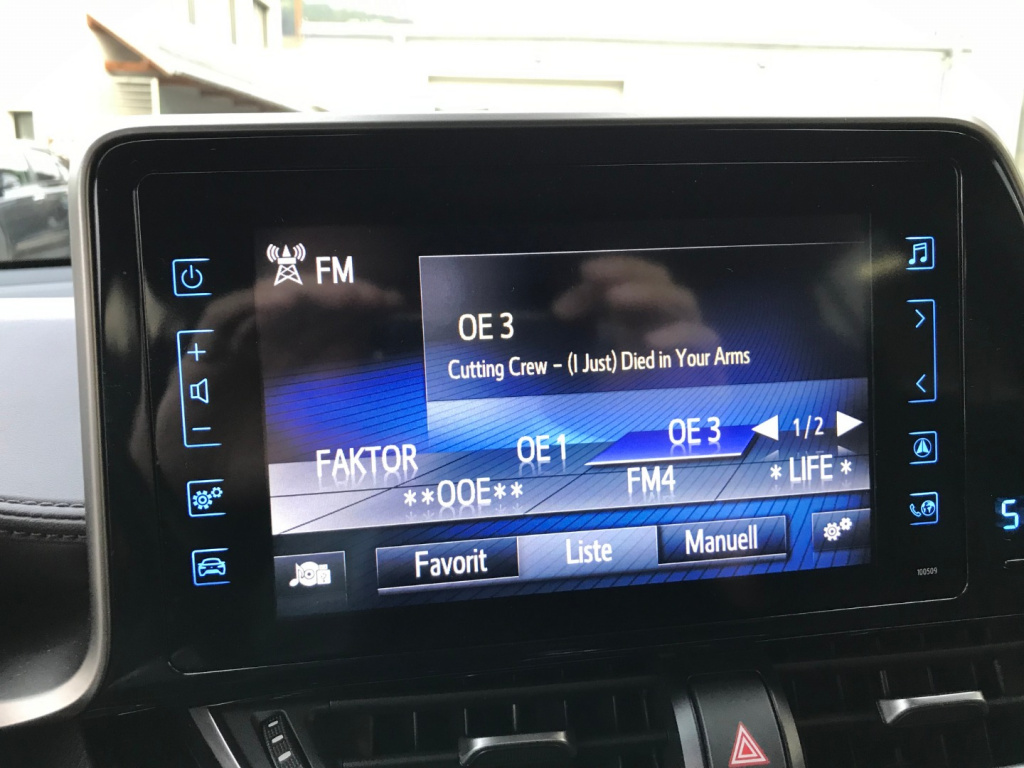 FM
OE 3
Cutting Crew – (I Just) Died in Your Arms
FAKTOR
OE 1
OE 3
1/2
**OOE**
FM4
* LIFE *
Favorit
Liste
Manuell
100509
5